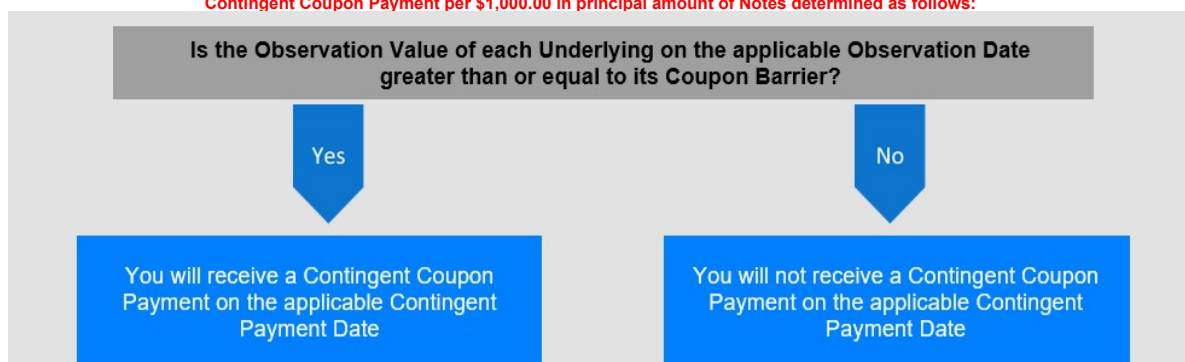 Contingent Coupon Payment per $1,000.00 in principal amount of Notes determined as follows:
Is the Observation Value of each Underlying on the applicable Observation Date
greater than or equal to its Coupon Barrier?
Yes
No
You will receive a Contingent Coupon
Payment on the applicable Contingent
Payment Date
You will not receive a Contingent Coupon
Payment on the applicable Contingent
Payment Date